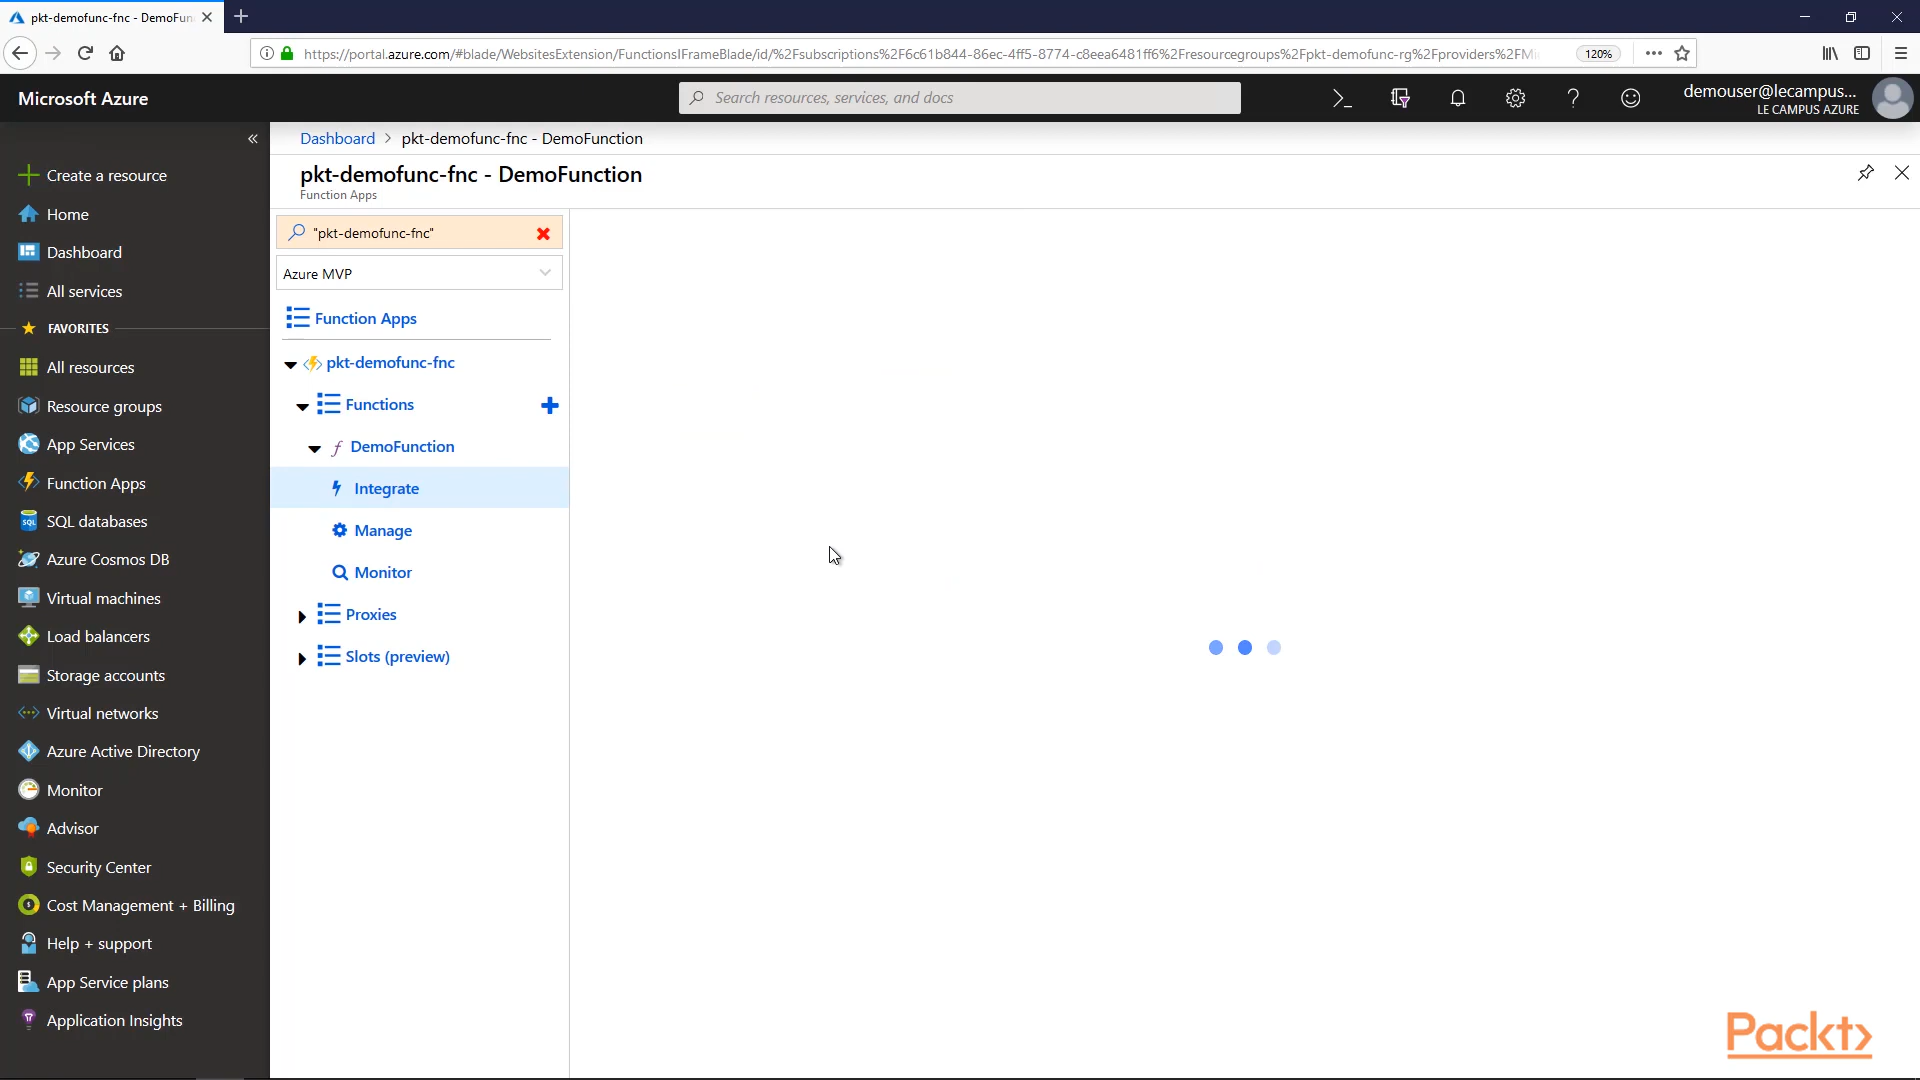 pkt-demofunc-fnc - DemoFun
https://portal.azure.com/#blade/WebsitesExtension/FunctionsIFrameBlade/id/%2Fsubscriptions%2F6c61b844-86ec-4ff5-8774-c8eea6481ff6%2Fresourcegroups%2Fpkt-demofunc-rg%2Fproviders%2FMi
120%
Microsoft Azure
Search resources, services, and docs
demouser@lecampus...
LE CAMPUS AZURE
Create a resource
Home
Dashboard
All services
FAVORITES
All resources
Resource groups
App Services
Function Apps
SQL databases
Azure Cosmos DB
Virtual machines
Load balancers
Storage accounts
Virtual networks
Azure Active Directory
Monitor
Advisor
Security Center
Cost Management + Billing
Help + support
App Service plans
Application Insights
Dashboard > pkt-demofunc-fnc - DemoFunction
pkt-demofunc-fnc - DemoFunction
Function Apps
"pkt-demofunc-fnc"
Azure MVP
Function Apps
pkt-demofunc-fnc
Functions
DemoFunction
Integrate
Manage
Monitor
Proxies
Slots (preview)
Packt>